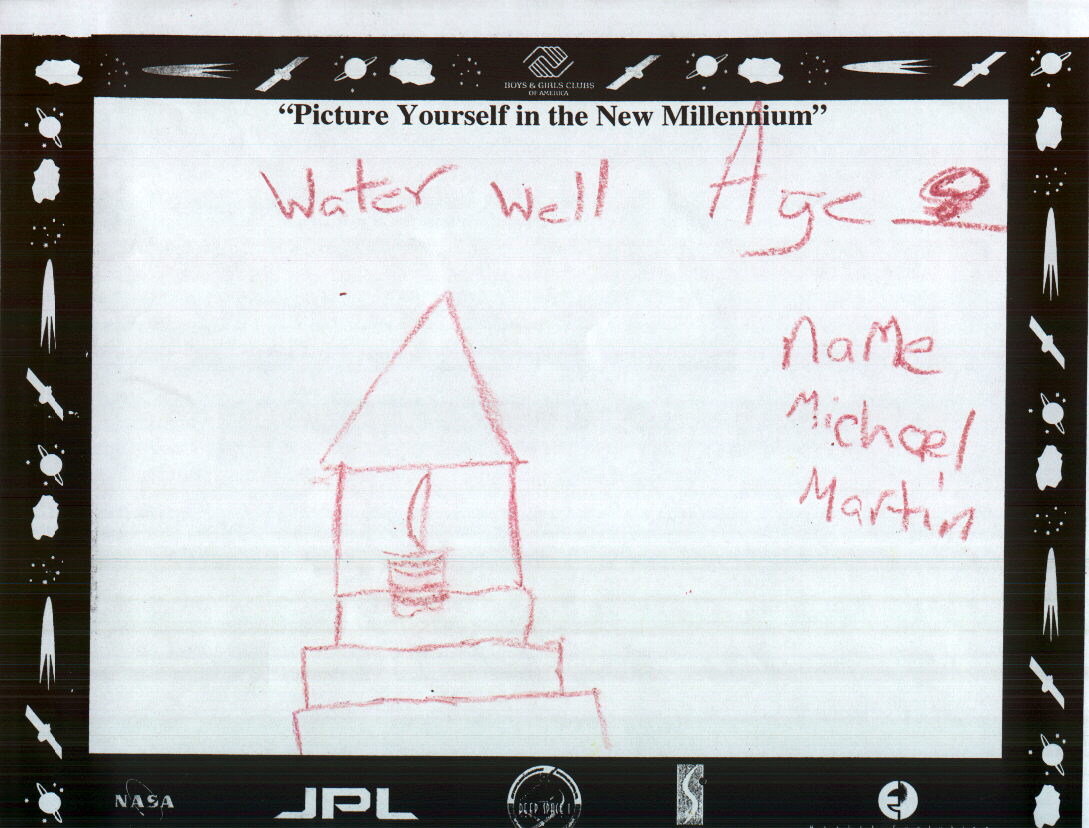 BOYS & GIRLS CLUBS
OF AMERICA
“Picture Yourself in the New Millennium”
Water Well Age
Name
Michael
Martin
NASA JPL DEEP SPACE 1